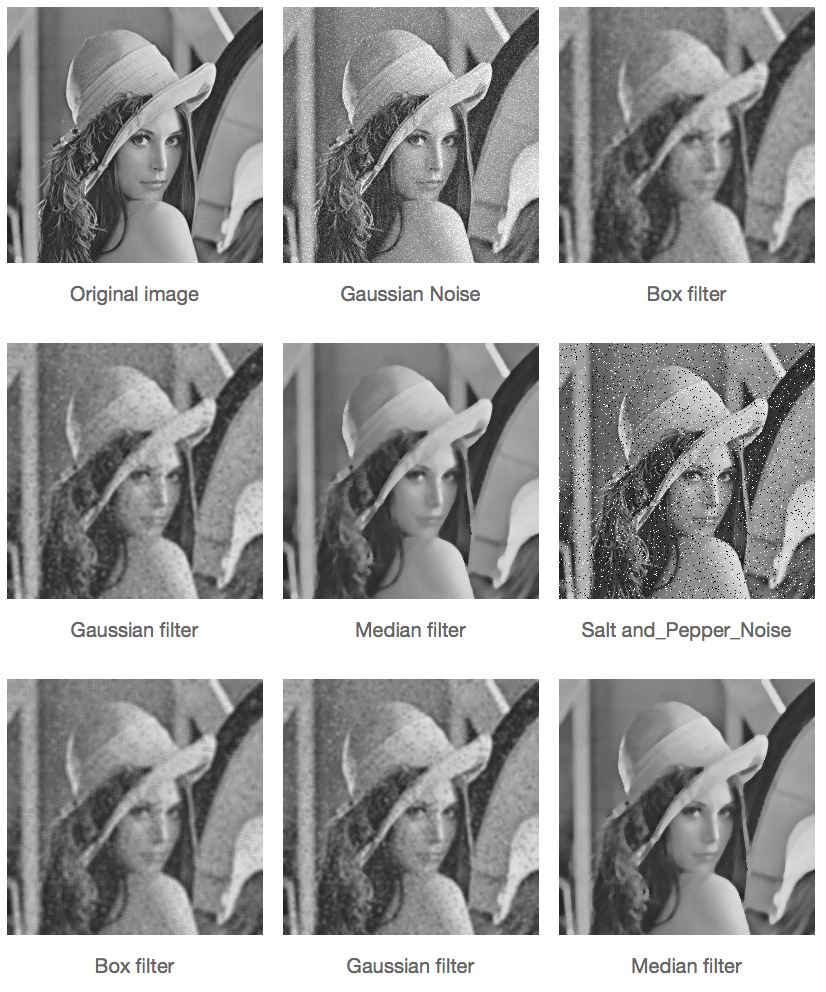 Original image
Gaussian Noise
Box filter
Gaussian filter
Median filter
Salt and_Pepper_Noise
Box filter
Gaussian filter
Median filter